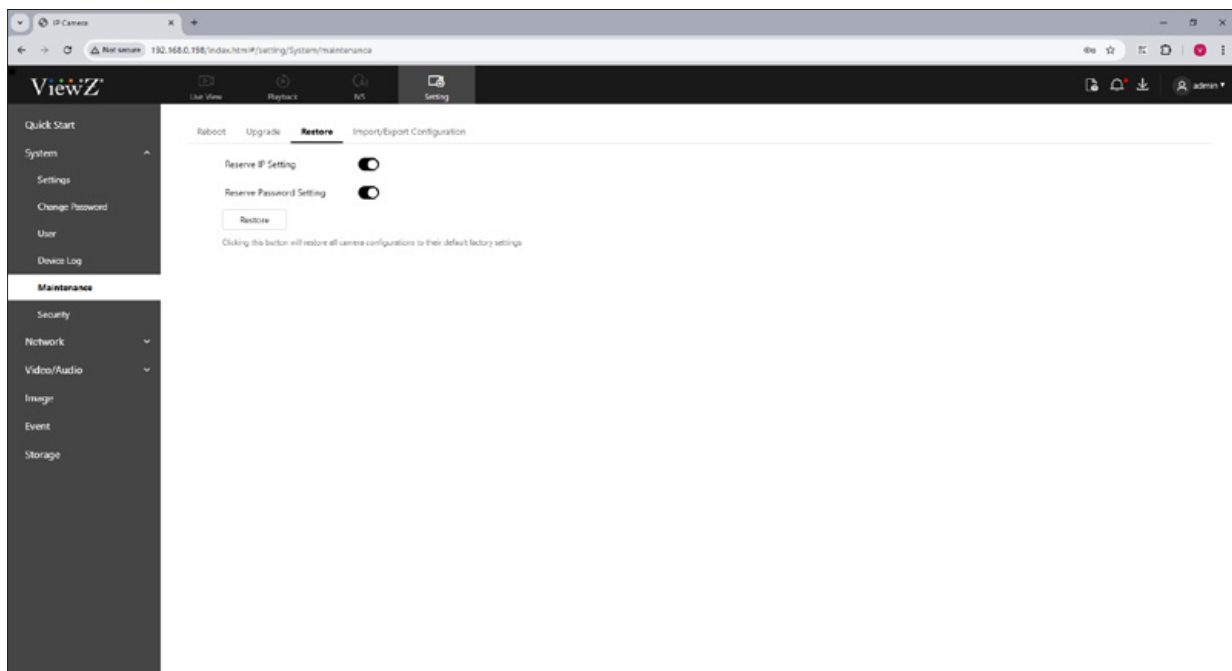 IP Camera
Not secure 192.168.0.198/index.html#/setting/System/maintenance
ViewZ
Live View
Playback
IVS
Setting
admin
Quick Start
System
Settings
Change Password
User
Device Log
Maintenance
Security
Network
Video/Audio
Image
Event
Storage
Reboot Upgrade Restore Import/Export Configuration
Reserve IP Setting
Reserve Password Setting
Restore
Clicking this button will restore all camera configurations to their default factory settings